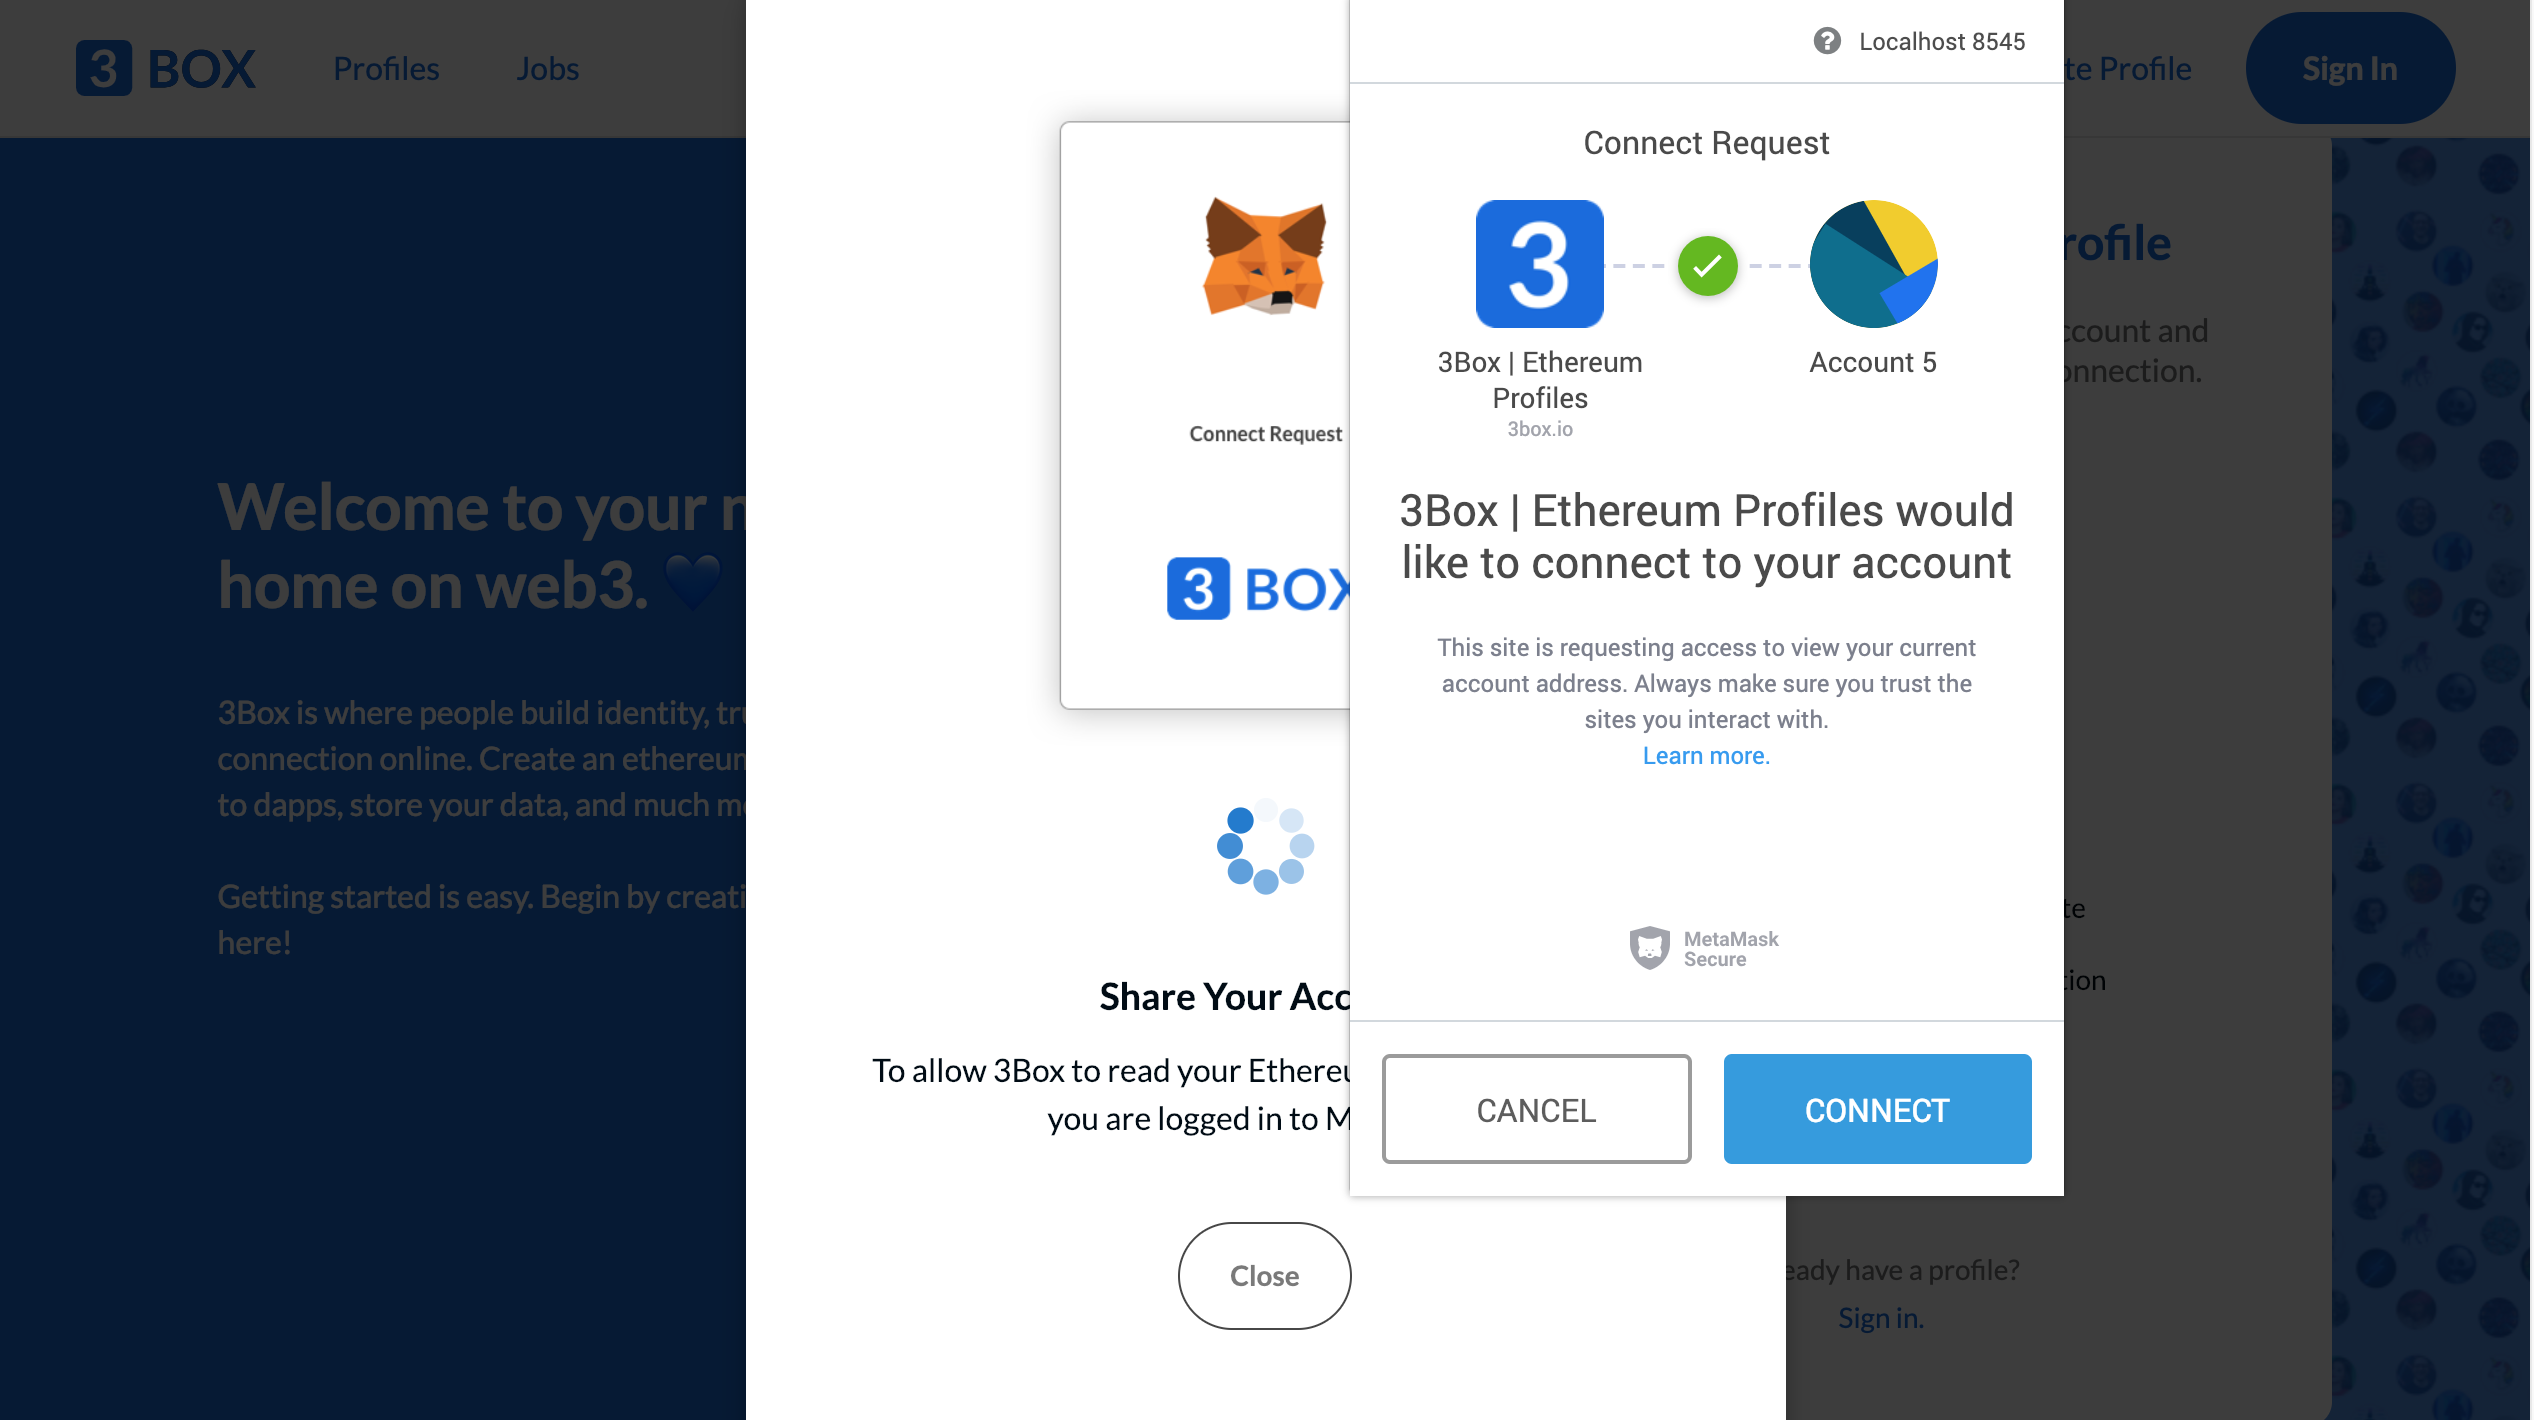 3 BOX
Profiles
Jobs
te Profile
Sign In
Welcome to your n
home on web3. 💙
3Box is where people build identity, tru
connection online. Create an ethereum
to dapps, store your data, and much mo
Getting started is easy. Begin by creati
here!
Connect Request
3 BOX
Share Your Acc
To allow 3Box to read your Ethereu
you are logged in to M
Close
? Localhost 8545
Connect Request
3
3Box | Ethereum
Profiles
3box.io
Account 5
3Box | Ethereum Profiles would
like to connect to your account
This site is requesting access to view your current
account address. Always make sure you trust the
sites you interact with.
Learn more.
MetaMask
Secure
CANCEL
CONNECT
rofile
ccount and
onnection.
te
tion
eady have a profile?
Sign in.